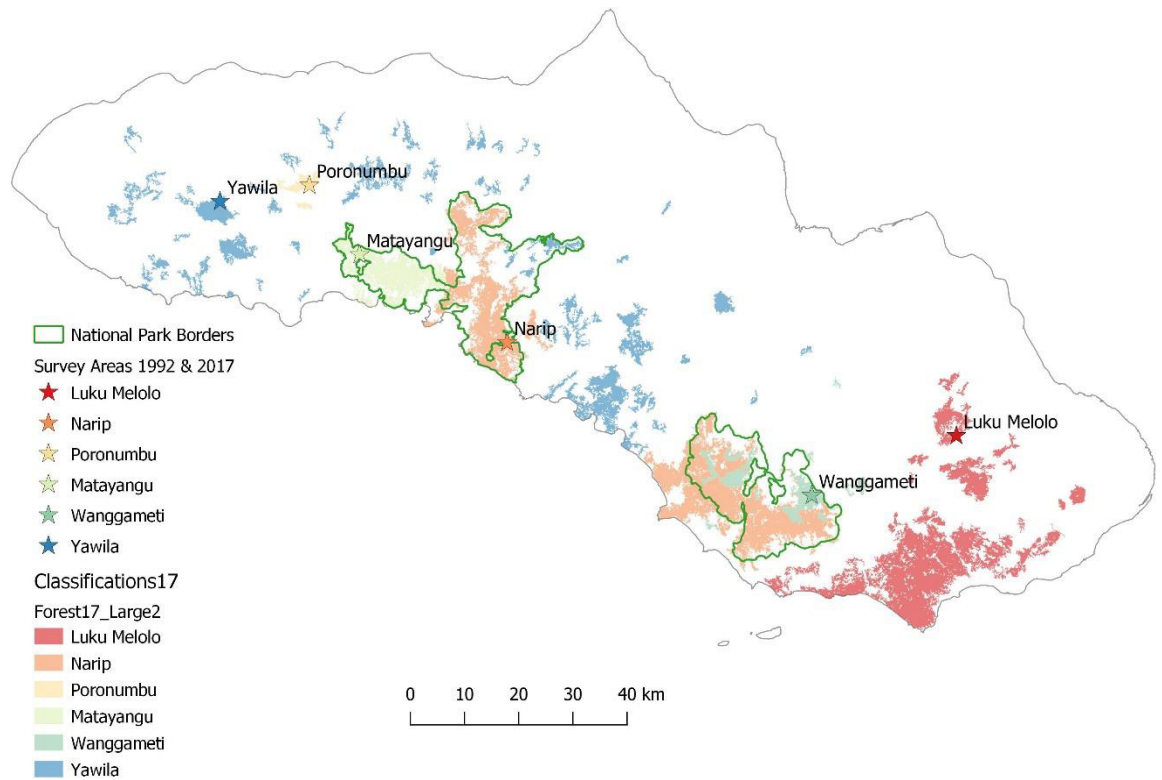 Poronumbu
Yawila
Matayangu
Narip
Luku Melolo
Wanggameti
National Park Borders
Survey Areas 1992 & 2017
Luku Melolo
Narip
Poronumbu
Matayangu
Wanggameti
Yawila
Classifications17
Forest17_Large2
Luku Melolo
Narip
Poronumbu
Matayangu
Wanggameti
Yawila
0 10 20 30 40 km